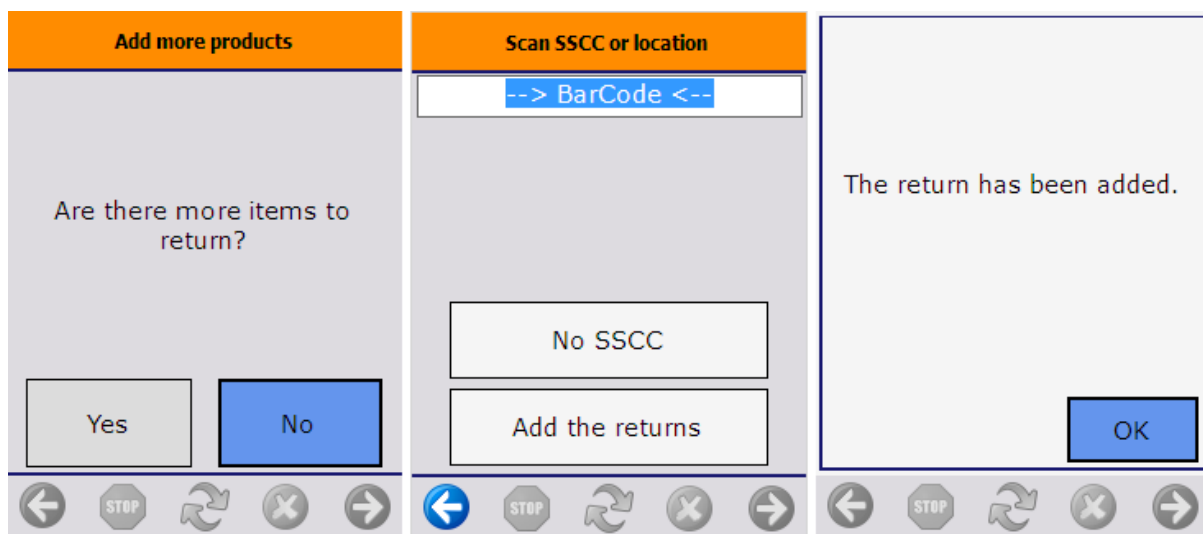 Add more products
Are there more items to
return?
Yes
No
STOP
Scan SSCC or location
--> BarCode <--
No SSCC
Add the returns
STOP
The return has been added.
OK
STOP